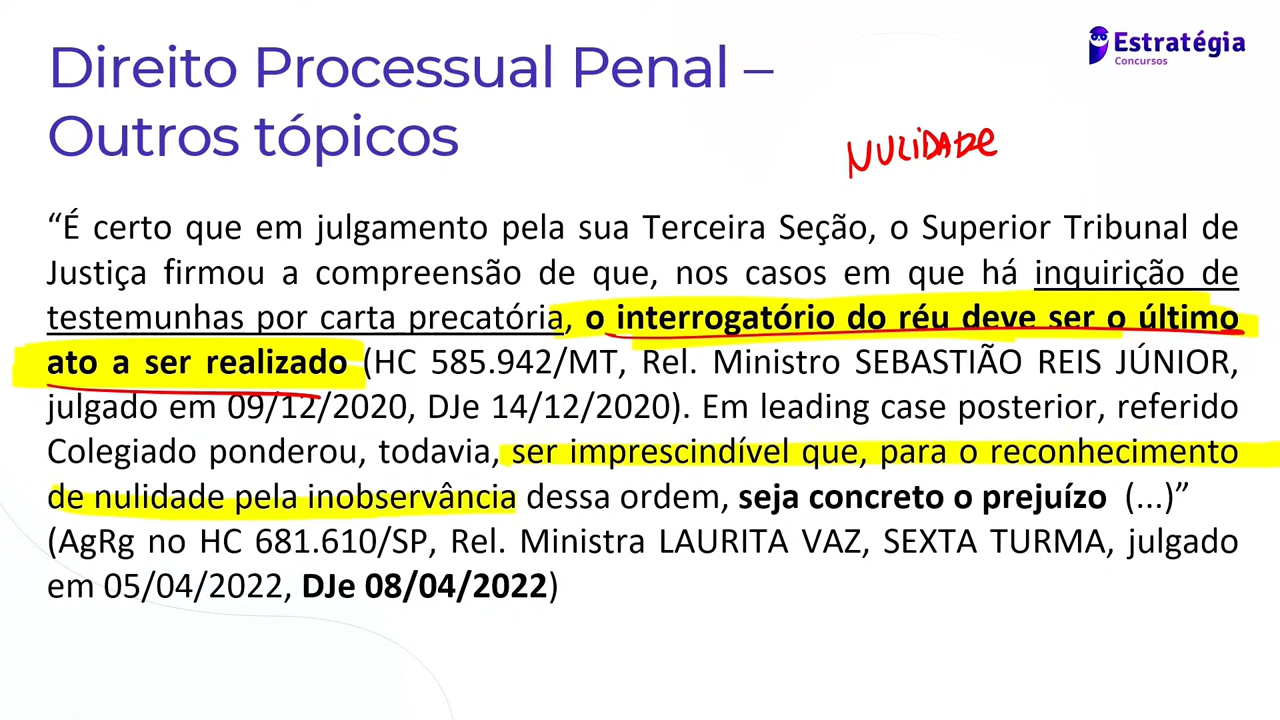 Direito Processual Penal –
Outros tópicos
Estratégia
Concursos
NULIDADE
“É certo que em julgamento pela sua Terceira Seção, o Superior Tribunal de
Justiça firmou a compreensão de que, nos casos em que há inquirição de
testemunhas por carta precatória, o interrogatório do réu deve ser o último
ato a ser realizado (HC 585.942/MT, Rel. Ministro SEBASTIÃO REIS JÚNIOR,
julgado em 09/12/2020, DJe 14/12/2020). Em leading case posterior, referido
Colegiado ponderou, todavia, ser imprescindível que, para o reconhecimento
de nulidade pela inobservância dessa ordem, seja concreto o prejuízo (...)”
(AgRg no HC 681.610/SP, Rel. Ministra LAURITA VAZ, SEXTA TURMA, julgado
em 05/04/2022, DJe 08/04/2022)